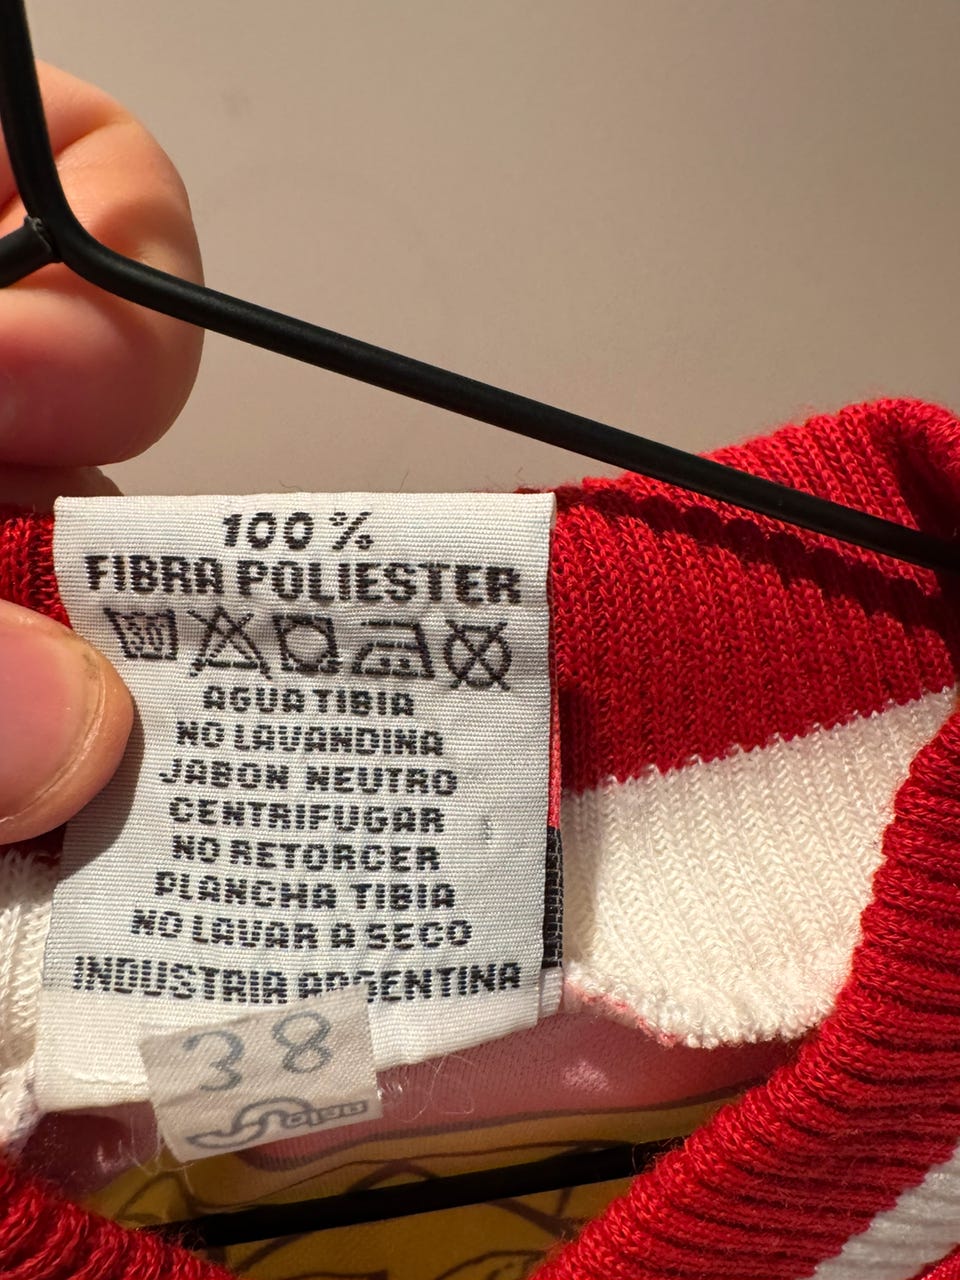 100 %
FIBRA POLIESTER
30
AGUA TIBIA
NO LAVANDINA
JABON NEUTRO
CENTRIFUGAR
NO RETORCER
PLANCHA TIBIA
NO LAVAR A SECO
INDUSTRIA ARGENTINA
38